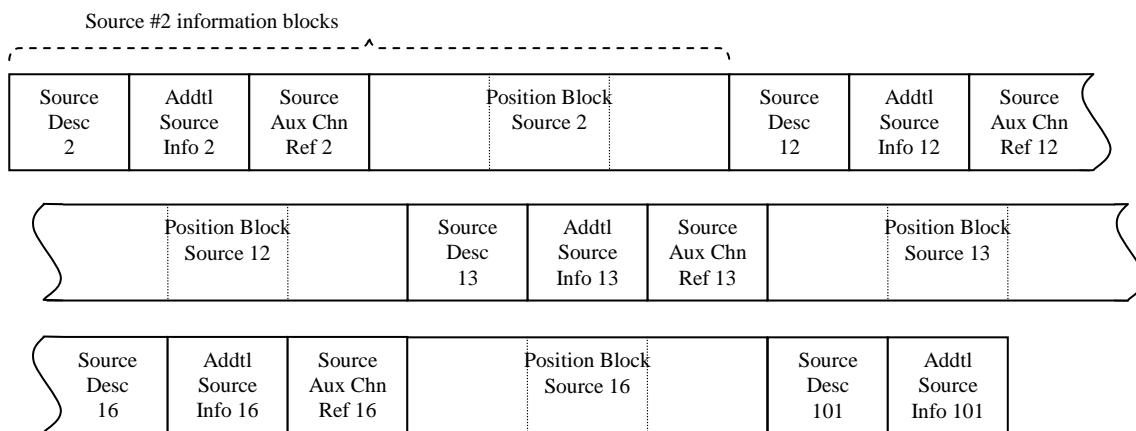 Source #2 information blocks
Source
Desc
2
Addtl
Source
Info 2
Source
Aux Chn
Ref 2
Position Block
Source 2
Source
Desc
12
Addtl
Source
Info 12
Source
Aux Chn
Ref 12
Position Block
Source 12
Source
Desc
13
Addtl
Source
Info 13
Source
Aux Chn
Ref 13
Position Block
Source 13
Source
Desc
16
Addtl
Source
Info 16
Source
Aux Chn
Ref 16
Position Block
Source 16
Source
Desc
101
Addtl
Source
Info 101